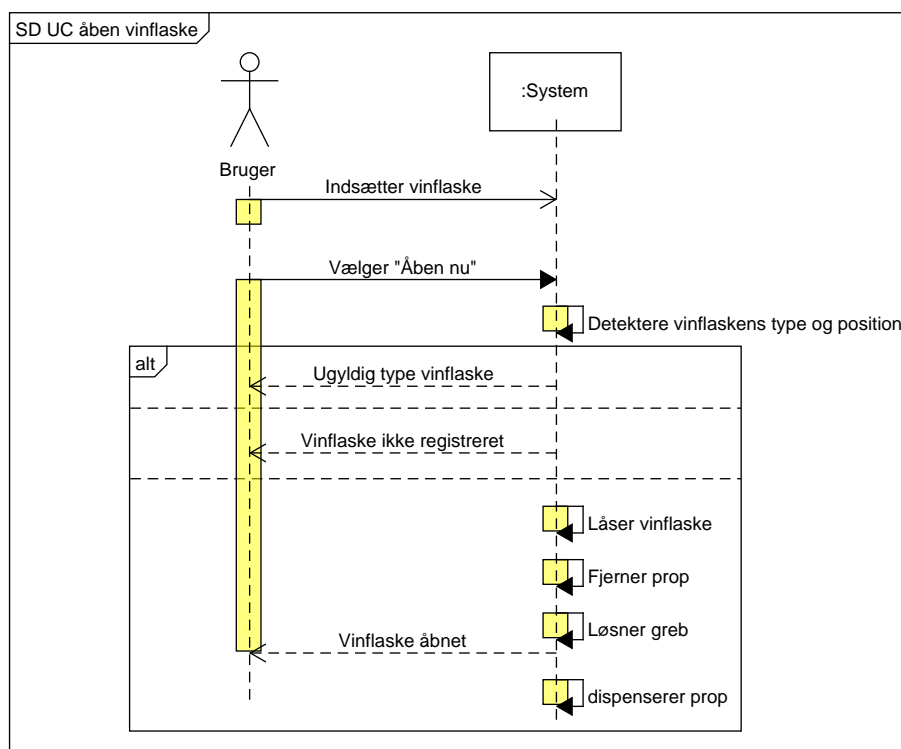 SD UC åben vinflaske
:System
Bruger
Indsætter vinflaske
Vælger "Åben nu"
Detektere vinflaskens type og position
alt
Ugyldig type vinflaske
Vinflaske ikke registreret
Låser vinflaske
Fjerner prop
Løsner greb
Vinflaske åbnet
dispenserer prop